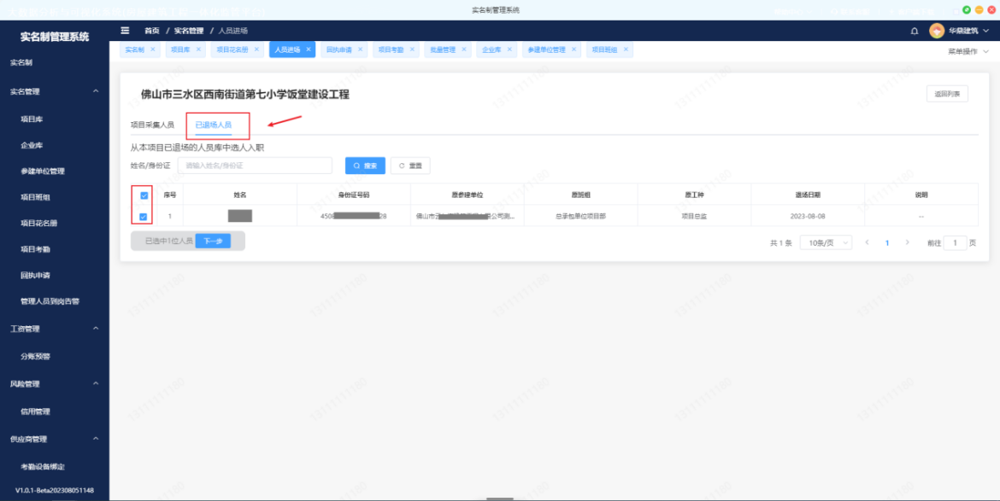 实名制管理系统
实名制管理系统
首页 / 实名管理 / 人员进场
华鼎建筑
实名制
项目库
项目花名册
人员进场
回执申请
项目考勤
批量管理
企业库
参建单位管理
项目班组
菜单操作
实名制
实名管理
项目库
企业库
参建单位管理
项目班组
项目花名册
项目考勤
回执申请
管理人员到岗告警
工资管理
分账预警
风险管理
信用管理
供应商管理
考勤设备绑定
V1.0.1-Beta202308051148
佛山市三水区西南街道第七小学饭堂建设工程
返回列表
项目采集人员 已退场人员
从本项目已退场的人员库中选人入职
姓名/身份证 请输入姓名/身份证 搜索 重置
序号 姓名 身份证号码 原参建单位 原班组 原工种 退场日期 说明
1 450 28 佛山市 公司测... 总承包单位项目部 项目总监 2023-08-08 --
已选中1位人员 下一步
共 1 条 10条/页 1 前往 1 页